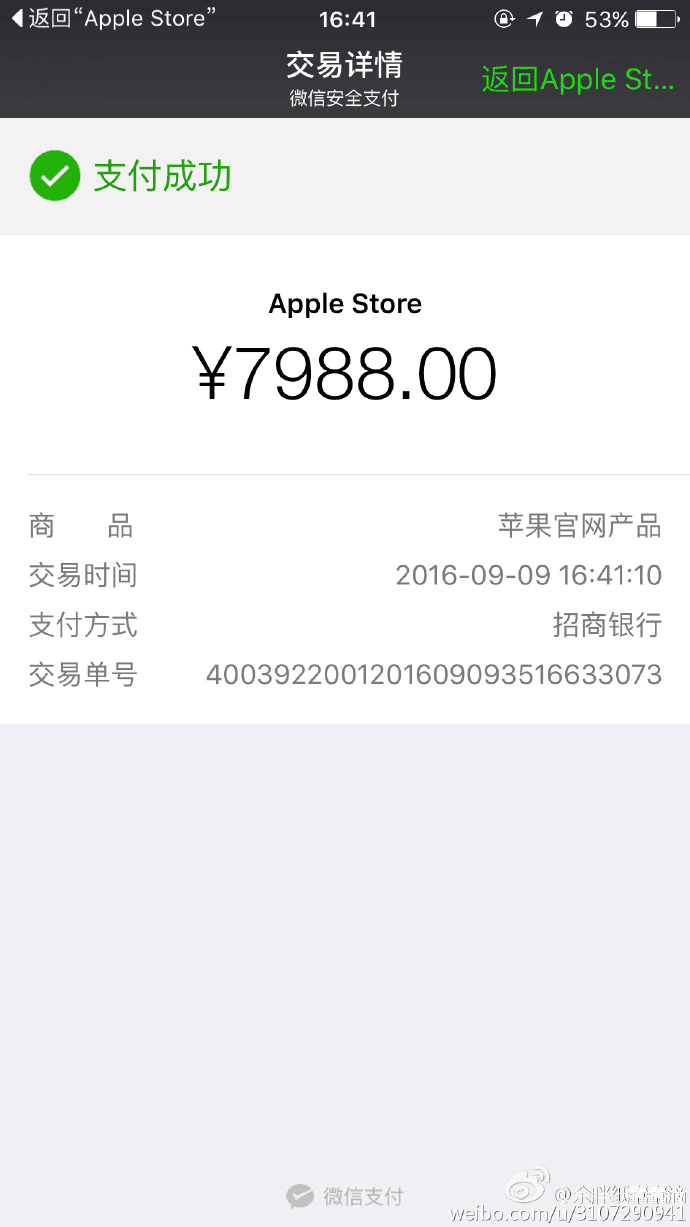 返回“Apple Store”
16:41
53%
交易详情
微信安全支付
返回Apple St...
支付成功
Apple Store
¥7988.00
商 品 苹果官网产品
交易时间 2016-09-09 16:41:10
支付方式 招商银行
交易单号 4003922001201609093516633073
微信支付
weibo.com/u/3107290941